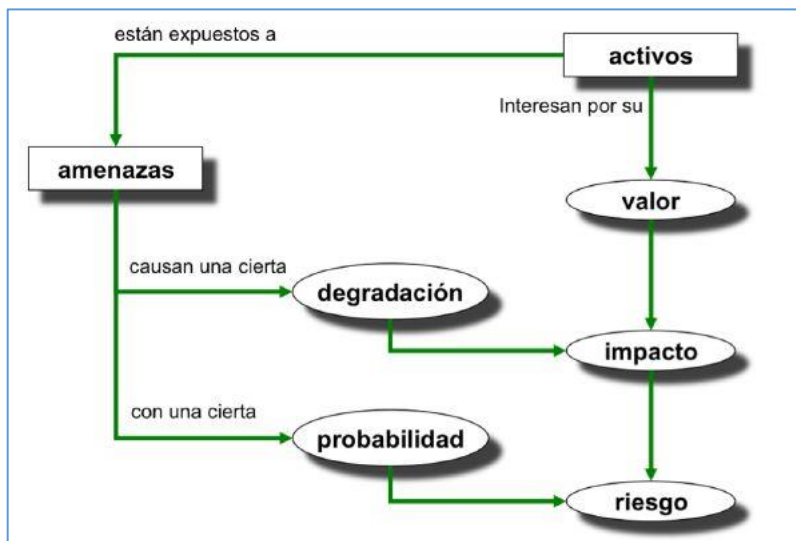 están expuestos a
activos
Interesan por su
amenazas
valor
causan una cierta
degradación
impacto
con una cierta
probabilidad
riesgo